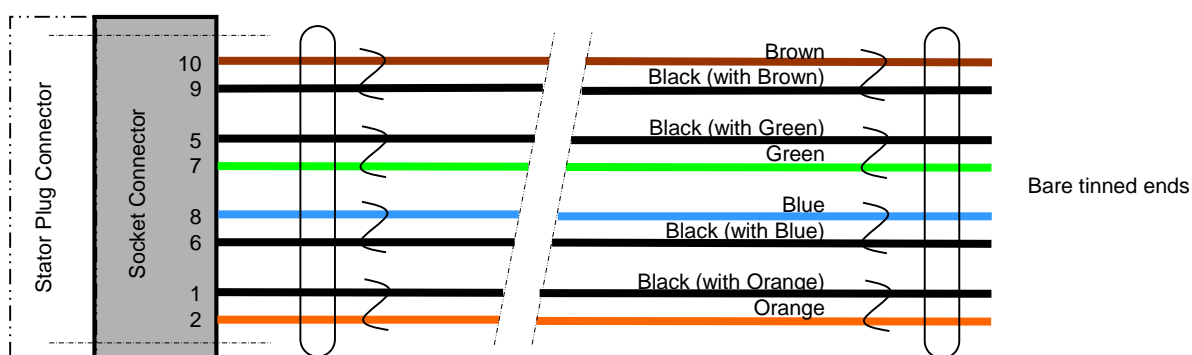 Stator Plug Connector
Socket Connector
10
Brown
9
Black (with Brown)
5
Black (with Green)
7
Green
8
Blue
6
Black (with Blue)
1
Black (with Orange)
2
Orange
Bare tinned ends